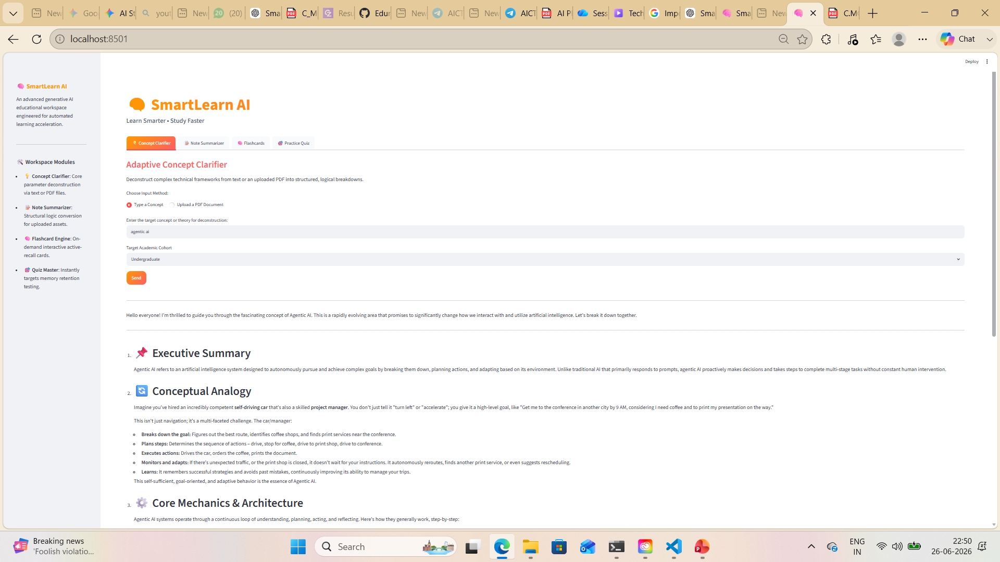 New
Goo
AI St
yout
New
(20)
Sma
C_M
Resu
Edun
New
AICT
New
AICT
AI P
Sess
Tech
Imp
Sma
Sma
New
C.M
localhost:8501
Chat
Deploy
SmartLearn AI
An advanced generative AI
educational workspace
engineered for automated
learning acceleration.
Workspace Modules
Concept Clarifier: Core
parameter deconstruction
via text or PDF files.
Note Summarizer:
Structural logic conversion
for uploaded assets.
Flashcard Engine: On-
demand interactive active-
recall cards.
Quiz Master: Instantly
targets memory retention
testing.
SmartLearn AI
Learn Smarter • Study Faster
Concept Clarifier
Note Summarizer
Flashcards
Practice Quiz
Adaptive Concept Clarifier
Deconstruct complex technical frameworks from text or an uploaded PDF into structured, logical breakdowns.
Choose Input Method:
Type a Concept
Upload a PDF Document
Enter the target concept or theory for deconstruction:
agentic ai
Target Academic Cohort
Undergraduate
Send
Hello everyone! I'm thrilled to guide you through the fascinating concept of Agentic AI. This is a rapidly evolving area that promises to significantly change how we interact with and utilize artificial intelligence. Let's break it down together.
1. Executive Summary
Agentic AI refers to an artificial intelligence system designed to autonomously pursue and achieve complex goals by breaking them down, planning actions, and adapting based on its environment. Unlike traditional AI that primarily responds to prompts, agentic AI proactively makes decisions and takes steps to complete multi-stage tasks without constant human intervention.
2. Conceptual Analogy
Imagine you've hired an incredibly competent self-driving car that's also a skilled project manager. You don't just tell it "turn left" or "accelerate"; you give it a high-level goal, like "Get me to the conference in another city by 9 AM, considering I need coffee and to print my presentation on the way."
This isn't just navigation; it's a multi-faceted challenge. The car/manager:
Breaks down the goal: Figures out the best route, identifies coffee shops, and finds print services near the conference.
Plans steps: Determines the sequence of actions – drive, stop for coffee, drive to print shop, drive to conference.
Executes actions: Drives the car, orders the coffee, prints the document.
Monitors and adapts: If there's unexpected traffic, or the print shop is closed, it doesn't wait for your instructions. It autonomously reroutes, finds another print service, or even suggests rescheduling.
Learns: It remembers successful strategies and avoids past mistakes, continuously improving its ability to manage your trips.
This self-sufficient, goal-oriented, and adaptive behavior is the essence of Agentic AI.
3. Core Mechanics & Architecture
Agentic AI systems operate through a continuous loop of understanding, planning, acting, and reflecting. Here's how they generally work, step-by-step:
Breaking news
'Foolish violatio...
Search
ENG
IN
22:50
26-06-2026